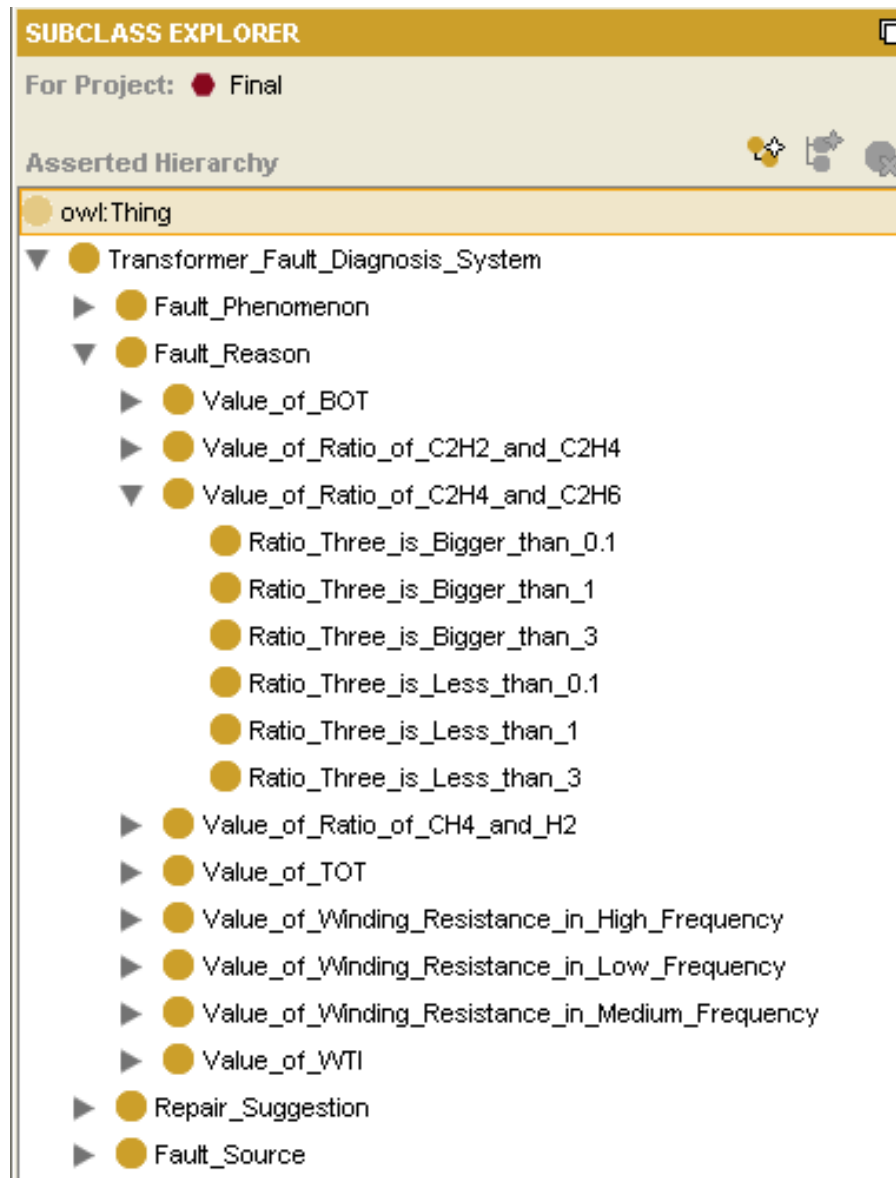 SUBCLASS EXPLORER
For Project: Final
Asserted Hierarchy
owl:Thing
Transformer_Fault_Diagnosis_System
Fault_Phenomenon
Fault_Reason
Value_of_BOT
Value_of_Ratio_of_C2H2_and_C2H4
Value_of_Ratio_of_C2H4_and_C2H6
Ratio_Three_is_Bigger_than_0.1
Ratio_Three_is_Bigger_than_1
Ratio_Three_is_Bigger_than_3
Ratio_Three_is_Less_than_0.1
Ratio_Three_is_Less_than_1
Ratio_Three_is_Less_than_3
Value_of_Ratio_of_CH4_and_H2
Value_of_TOT
Value_of_Winding_Resistance_in_High_Frequency
Value_of_Winding_Resistance_in_Low_Frequency
Value_of_Winding_Resistance_in_Medium_Frequency
Value_of_WTI
Repair_Suggestion
Fault_Source